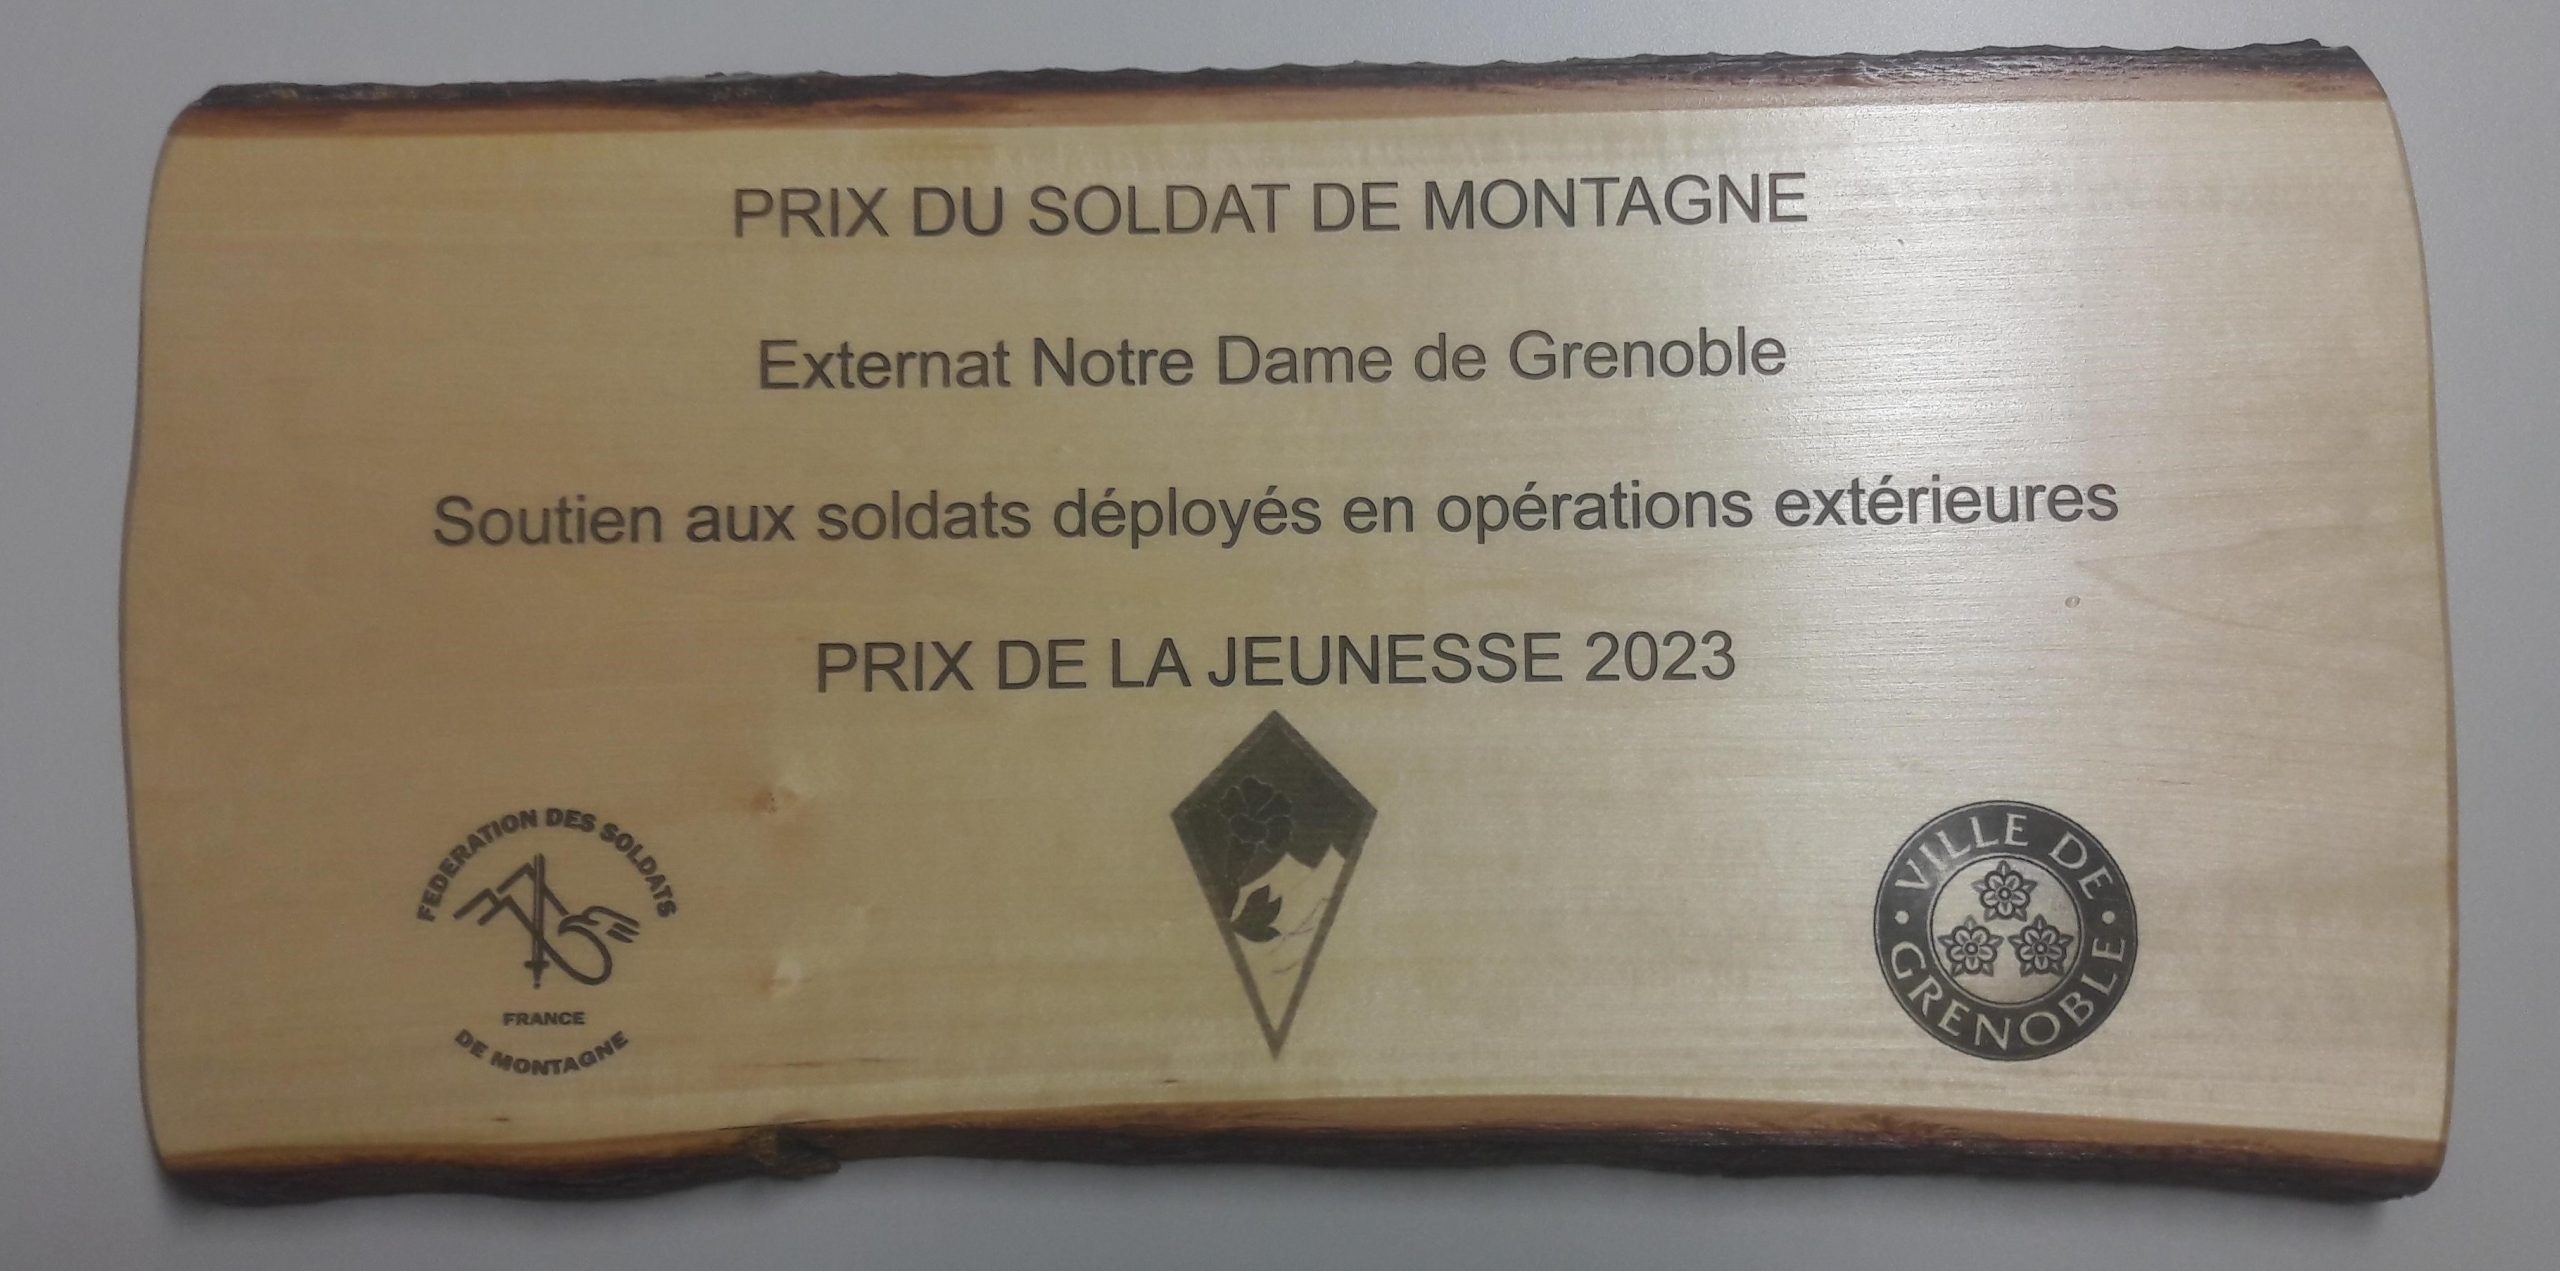 PRIX DU SOLDAT DE MONTAGNE
Externat Notre Dame de Grenoble
Soutien aux soldats déployés en opérations extérieures
PRIX DE LA JEUNESSE 2023
FEDERATION DES SOLDATS
FRANCE
DE MONTAGNE
VILLE DE
GRENOBLE